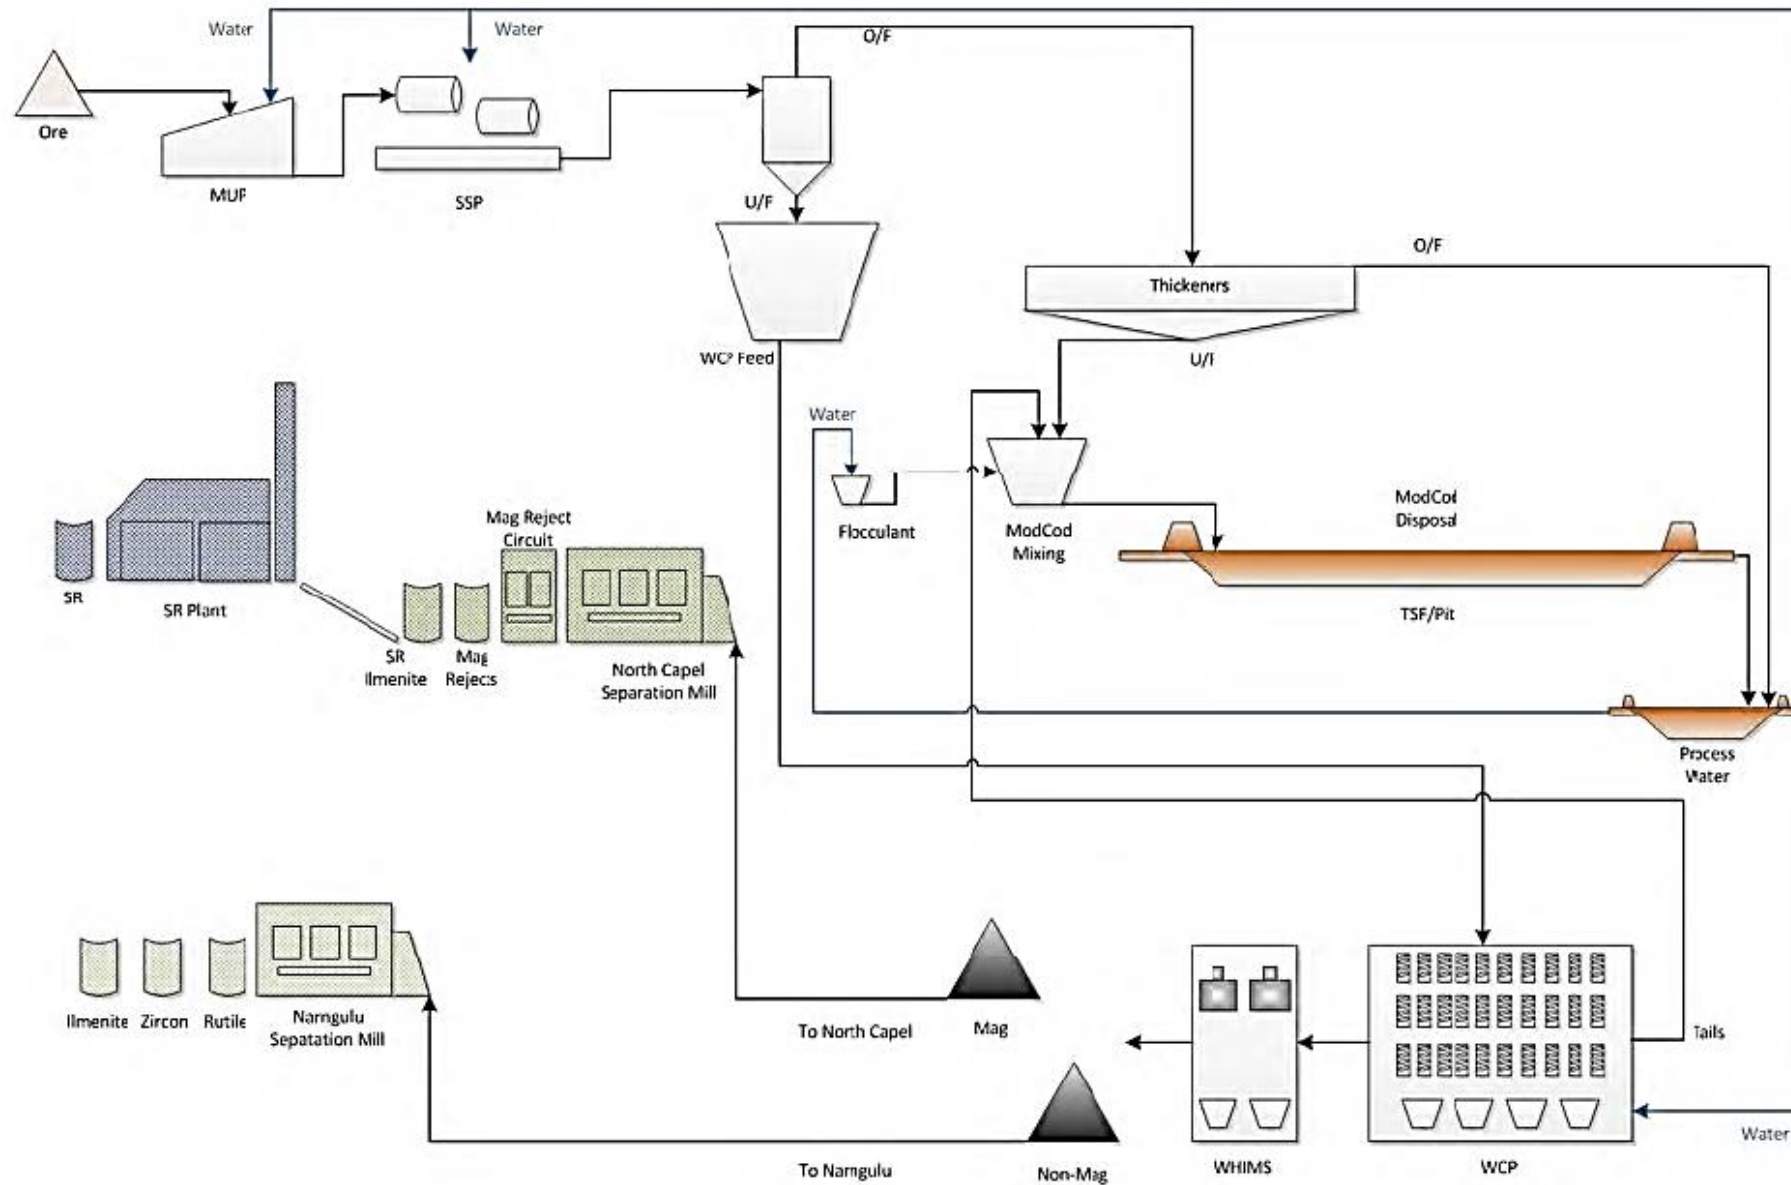 Water
Water
O/F
Ore
MUP
SSP
U/F
O/F
Thickeners
U/F
WCP Feed
Water
ModCod
Disposal
Flocculant
ModCod
Mixing
TSF/Pit
Mag Reject
Circuit
SR
SR Plant
SR
Ilmenite
Mag
Rejects
North Capel
Separation Mill
Process
Water
Ilmenite
Zircon
Rutile
Narngulu
Sepatation Mill
To North Capel
Mag
Tails
Water
To Narngulu
Non-Mag
WHIMS
WCP